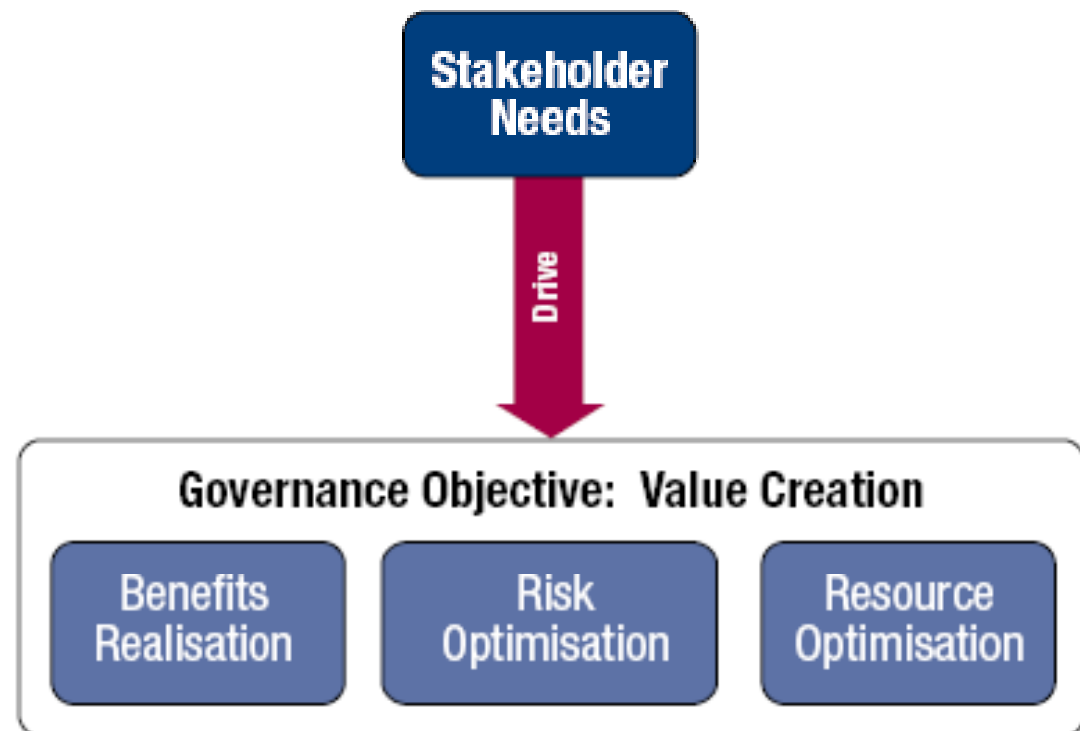 Stakeholder
Needs
Drive
Governance Objective: Value Creation
Benefits
Realisation
Risk
Optimisation
Resource
Optimisation